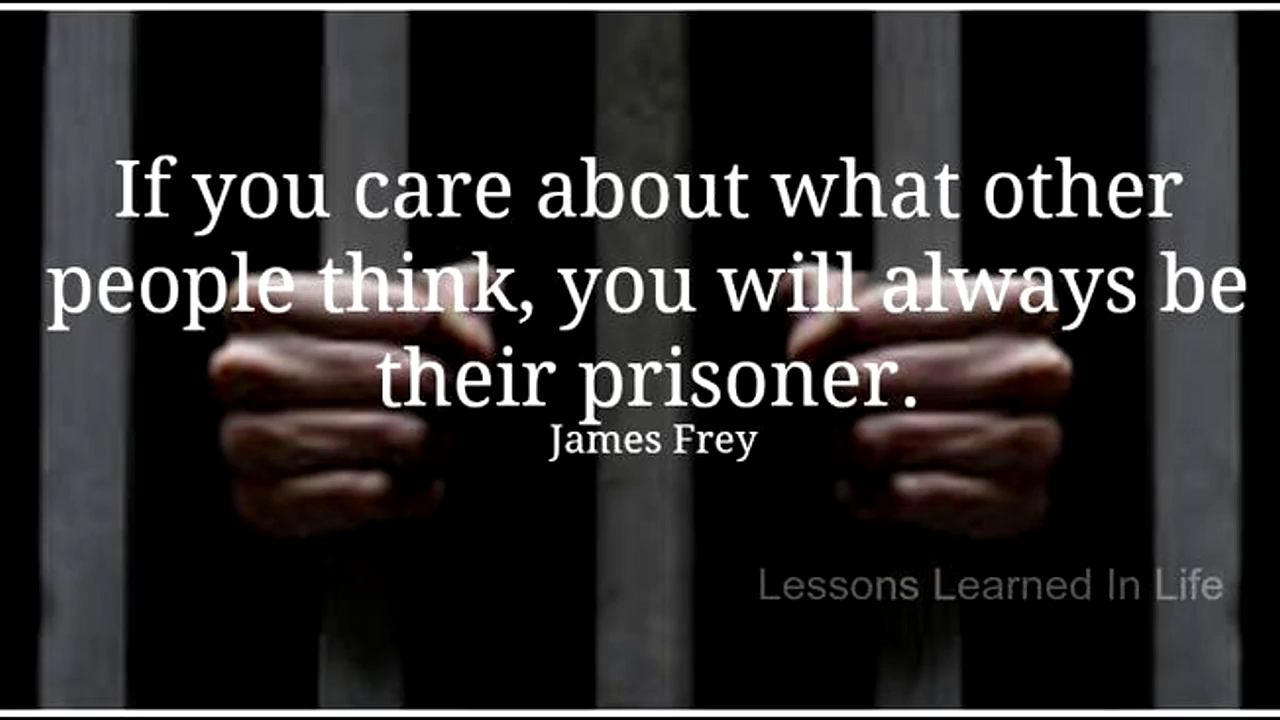 If you care about what other
people think, you will always be
their prisoner.
James Frey
Lessons Learned In Life